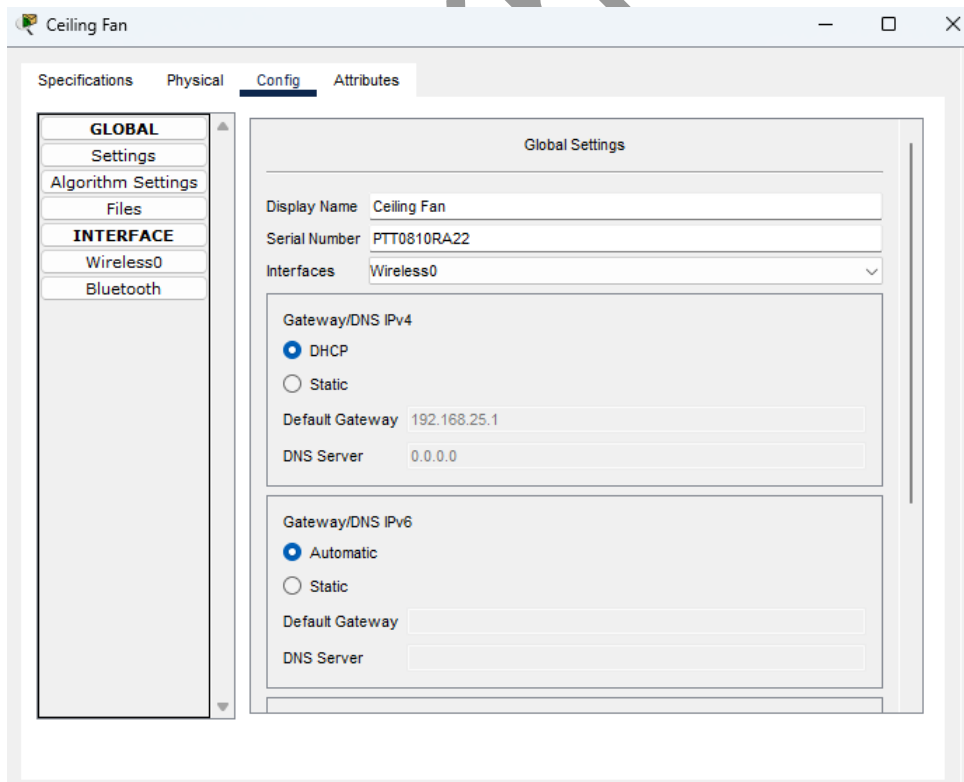 Ceiling Fan
Specifications Physical Config Attributes
GLOBAL
Settings
Algorithm Settings
Files
INTERFACE
Wireless0
Bluetooth
Global Settings
Display Name Ceiling Fan
Serial Number PTT0810RA22
Interfaces Wireless0
Gateway/DNS IPv4
DHCP
Static
Default Gateway 192.168.25.1
DNS Server 0.0.0.0
Gateway/DNS IPv6
Automatic
Static
Default Gateway
DNS Server